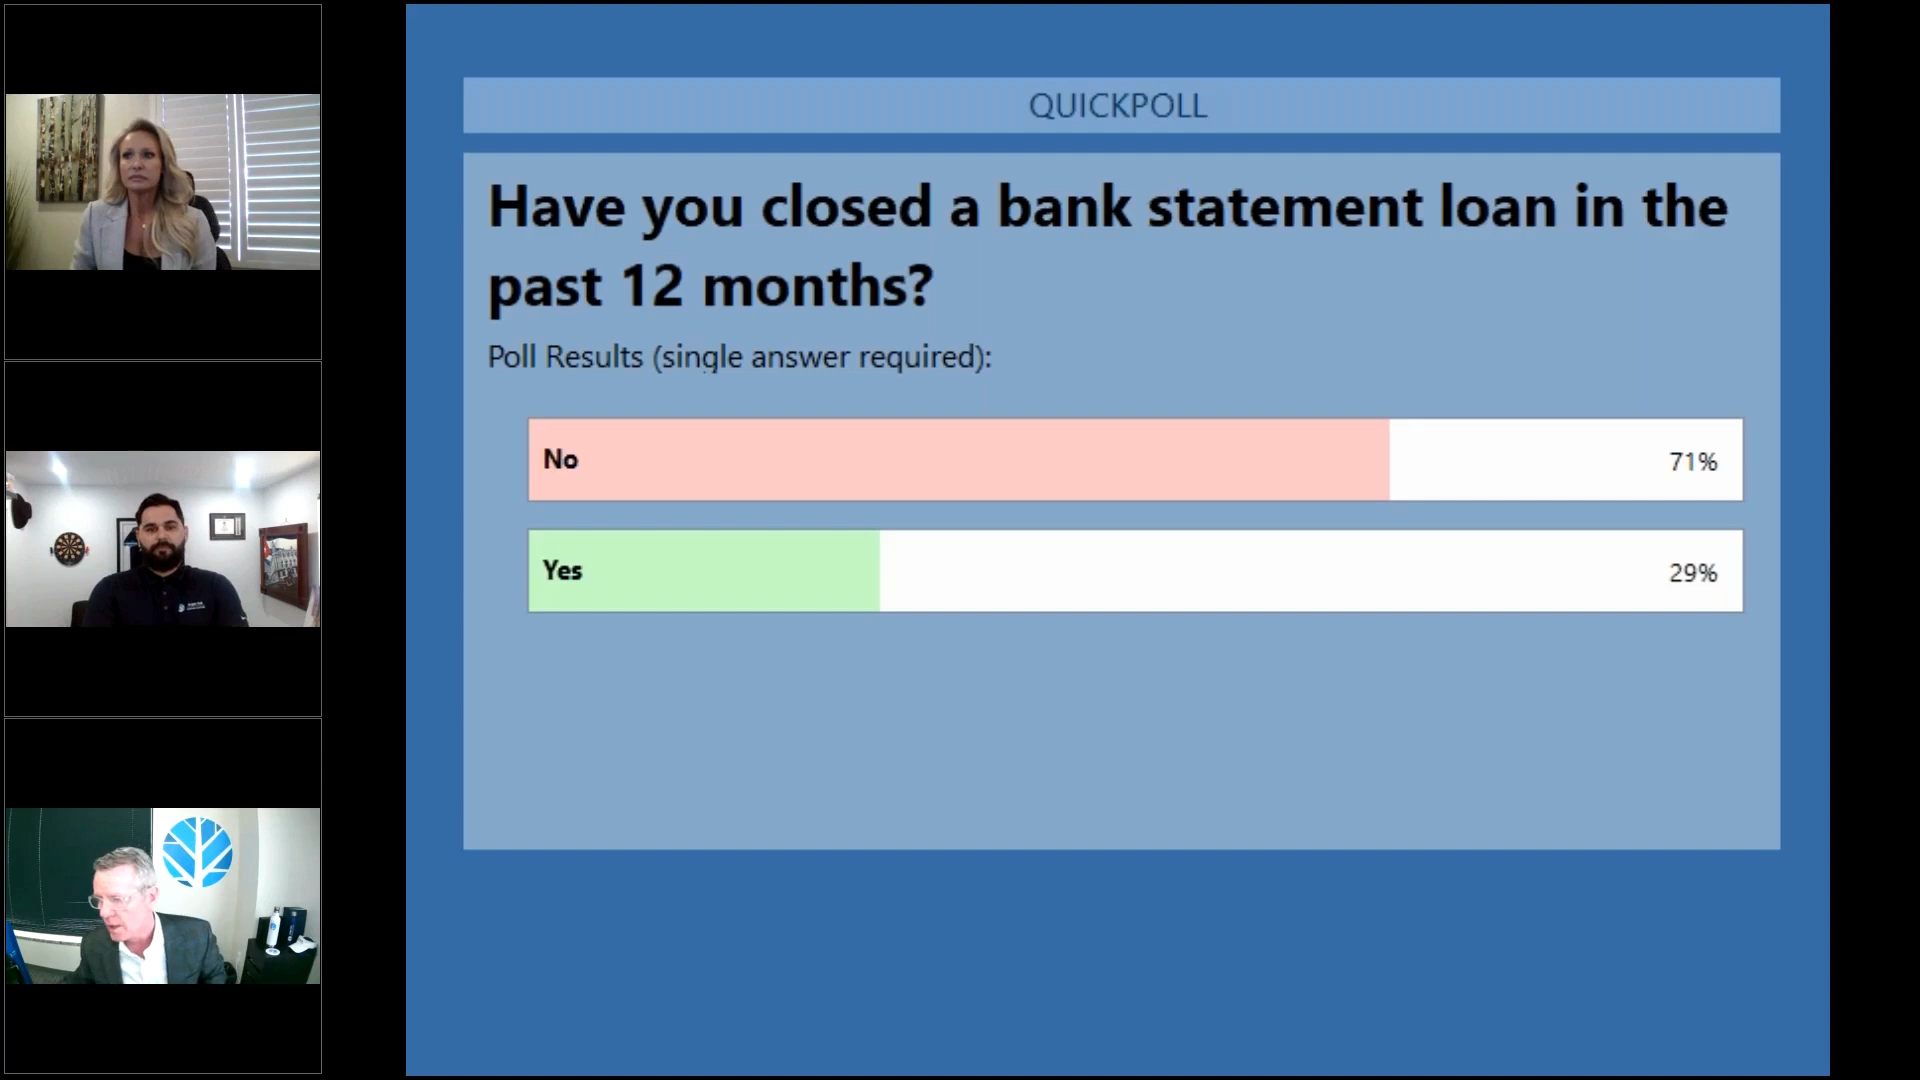 QUICKPOLL
Have you closed a bank statement loan in the
past 12 months?
Poll Results (single answer required):
No
71%
Yes
29%